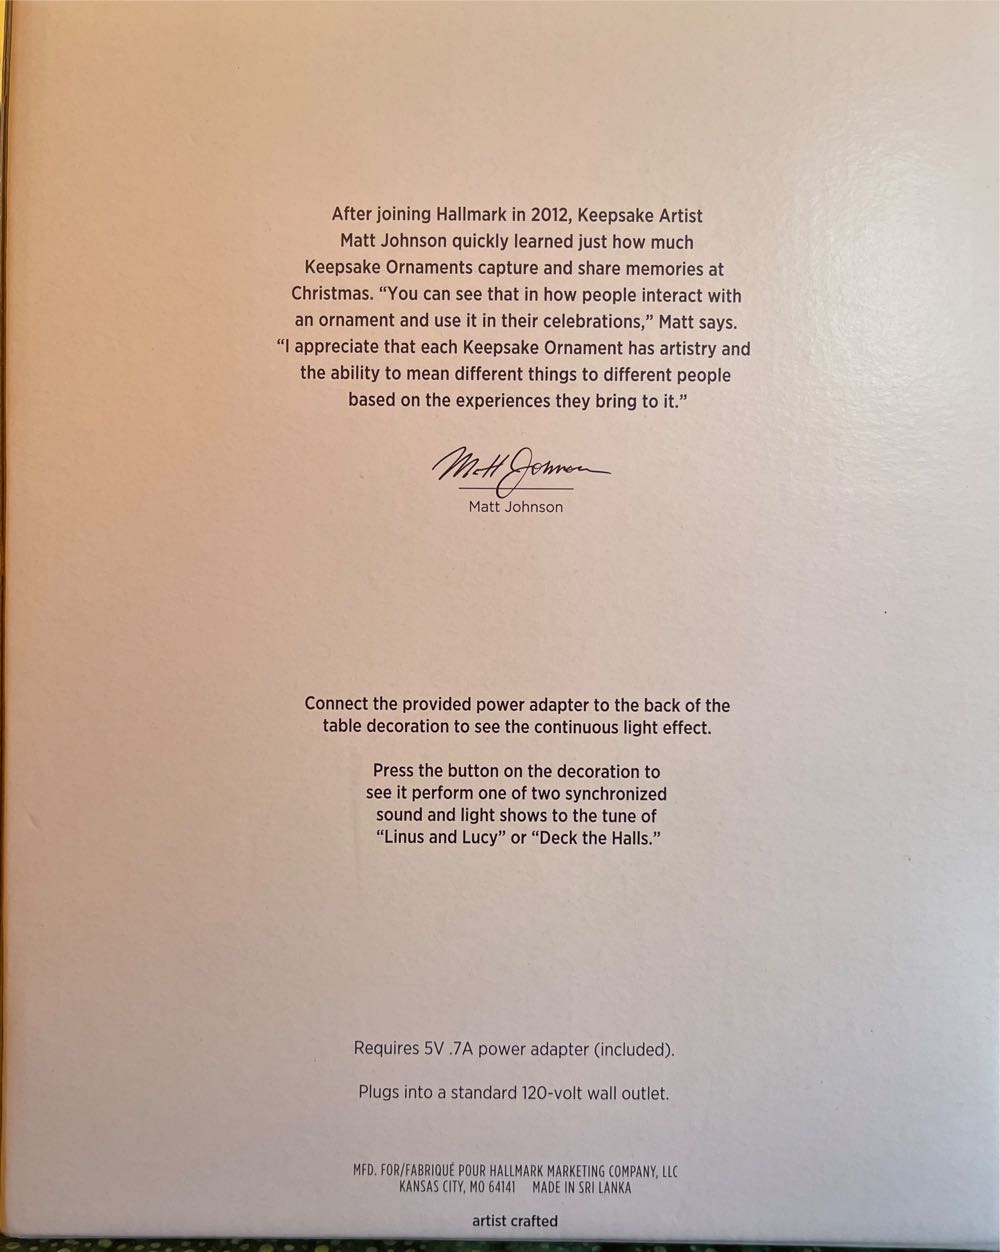 After joining Hallmark in 2012, Keepsake Artist
Matt Johnson quickly learned just how much
Keepsake Ornaments capture and share memories at
Christmas. “You can see that in how people interact with
an ornament and use it in their celebrations,” Matt says.
“I appreciate that each Keepsake Ornament has artistry and
the ability to mean different things to different people
based on the experiences they bring to it.”
Matt Johnson
Matt Johnson
Connect the provided power adapter to the back of the
table decoration to see the continuous light effect.
Press the button on the decoration to
see it perform one of two synchronized
sound and light shows to the tune of
“Linus and Lucy” or “Deck the Halls.”
Requires 5V .7A power adapter (included).
Plugs into a standard 120-volt wall outlet.
MFD. FOR/FABRIQUÉ POUR HALLMARK MARKETING COMPANY, LLC
KANSAS CITY, MO 64141 MADE IN SRI LANKA
artist crafted